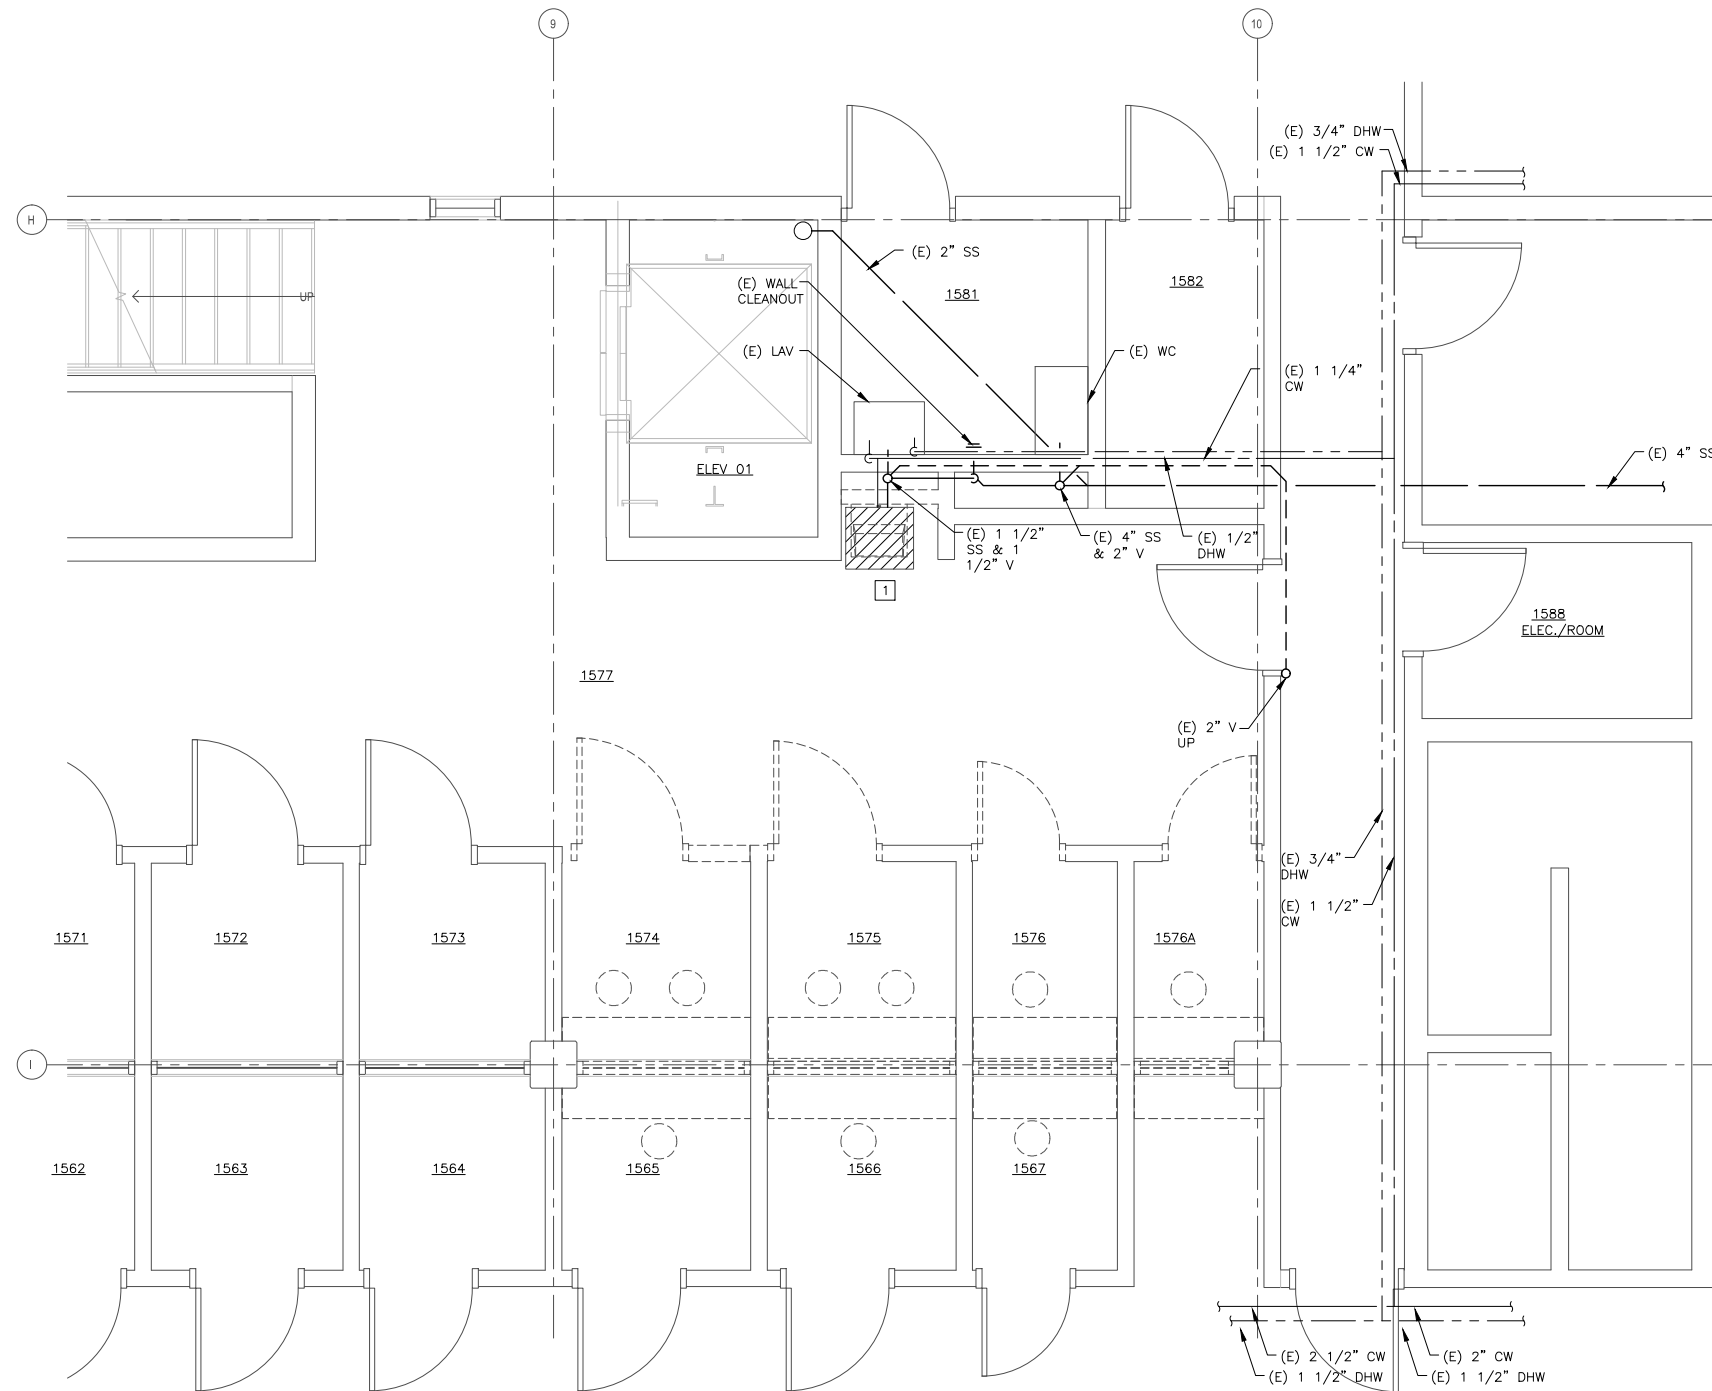 9
10
(E) 3/4" DHW
(E) 1 1/2" CW
H
(E) 2" SS
(E) WALL
CLEANOUT
1581
1582
UP
(E) LAV
(E) WC
(E) 1 1/4"
CW
ELEV 01
(E) 4" SS
(E) 1 1/2"
SS & 1
1/2" V
(E) 4" SS
& 2" V
(E) 1/2"
DHW
1
1588
ELEC./ROOM
1577
(E) 2" V
UP
(E) 3/4"
DHW
(E) 1 1/2"
CW
1571
1572
1573
1574
1575
1576
1576A
I
1562
1563
1564
1565
1566
1567
(E) 2 1/2" CW
(E) 1 1/2" DHW
(E) 2" CW
(E) 1 1/2" DHW